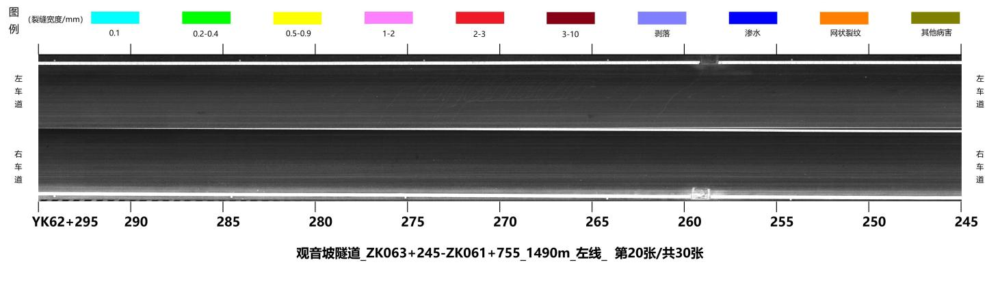 图例
(裂缝宽度/mm)
0.1 0.2-0.4 0.5-0.9 1-2 2-3 3-10 剥落 渗水 网状裂纹 其他病害
左车道 左车道
右车道 右车道
YK62+295 290 285 280 275 270 265 260 255 250 245
观音坡隧道_ZK063+245-ZK061+755_1490m_左线_ 第20张/共30张